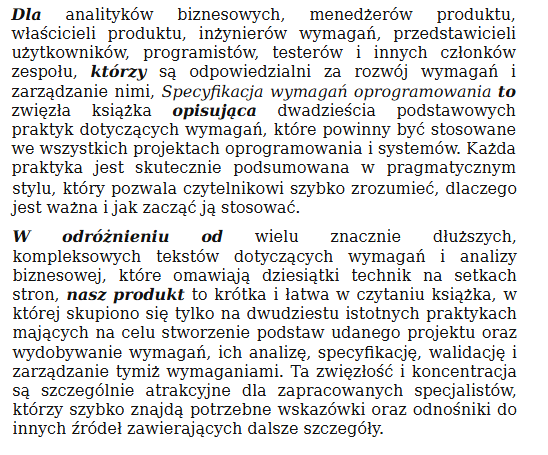 Dla analityków biznesowych, menedżerów produktu,
właścicieli produktu, inżynierów wymagań, przedstawicieli
użytkowników, programistów, testerów i innych członków
zespołu, którzy są odpowiedzialni za rozwój wymagań i
zarządzanie nimi, Specyfikacja wymagań oprogramowania to
zwięzła książka opisująca dwadzieścia podstawowych
praktyk dotyczących wymagań, które powinny być stosowane
we wszystkich projektach oprogramowania i systemów. Każda
praktyka jest skutecznie podsumowana w pragmatycznym
stylu, który pozwala czytelnikowi szybko zrozumieć, dlaczego
jest ważna i jak zacząć ją stosować.
W odróżnieniu od wielu znacznie dłuższych,
kompleksowych tekstów dotyczących wymagań i analizy
biznesowej, które omawiają dziesiątki technik na setkach
stron, nasz produkt to krótka i łatwa w czytaniu książka, w
której skupiono się tylko na dwudziestu istotnych praktykach
mających na celu stworzenie podstaw udanego projektu oraz
wydobywanie wymagań, ich analizę, specyfikację, walidację i
zarządzanie tymiż wymaganiami. Ta zwięzłość i koncentracja
są szczególnie atrakcyjne dla zapracowanych specjalistów,
którzy szybko znajdą potrzebne wskazówki oraz odnośniki do
innych źródeł zawierających dalsze szczegóły.